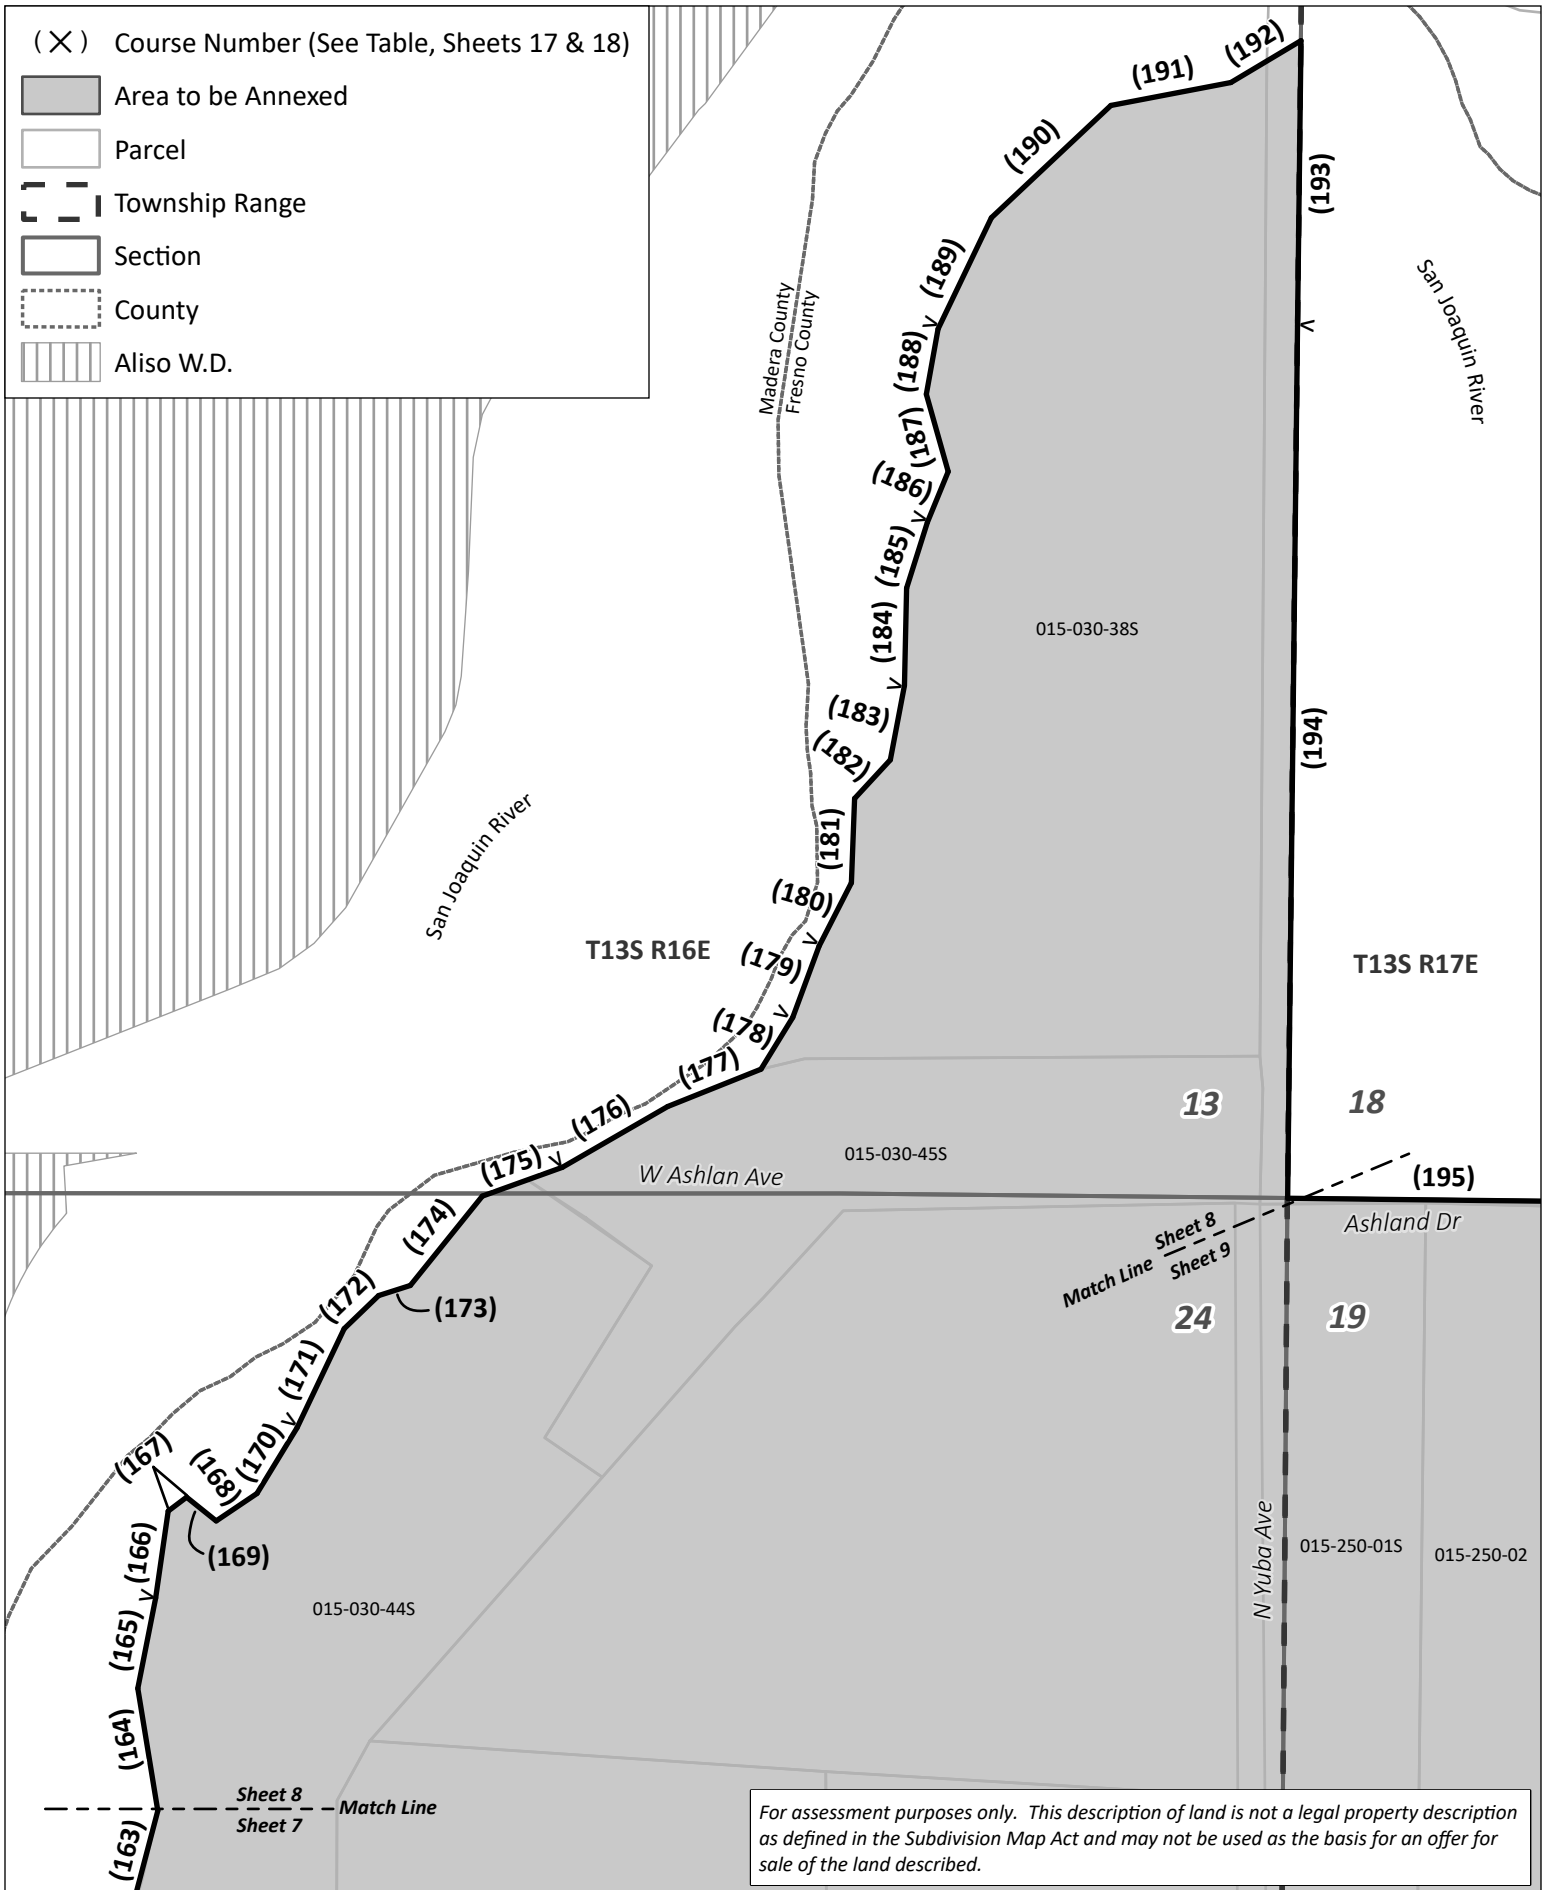 (X) Course Number (See Table, Sheets 17 & 18)
Area to be Annexed
Parcel
Township Range
Section
County
Aliso W.D.
(192)
(191)
(190)
(193)
(189)
San Joaquin River
Madera County
Fresno County
(188)
(187)
(186)
(185)
(184)
015-030-38S
(183)
(182)
(194)
(181)
San Joaquin River
(180)
T13S R16E
(179)
T13S R17E
(178)
(177)
13
18
(176)
(175)
015-030-45S
W Ashlan Ave
(195)
(174)
Ashland Dr
Sheet 8
Match Line
Sheet 9
(172)
(173)
24
19
(171)
(170)
(167)
(168)
(169)
(166)
N Yuba Ave
015-250-01S
015-250-02
015-030-44S
(165)
(164)
Sheet 8
Match Line
Sheet 7
(163)
For assessment purposes only. This description of land is not a legal property description
as defined in the Subdivision Map Act and may not be used as the basis for an offer for
sale of the land described.